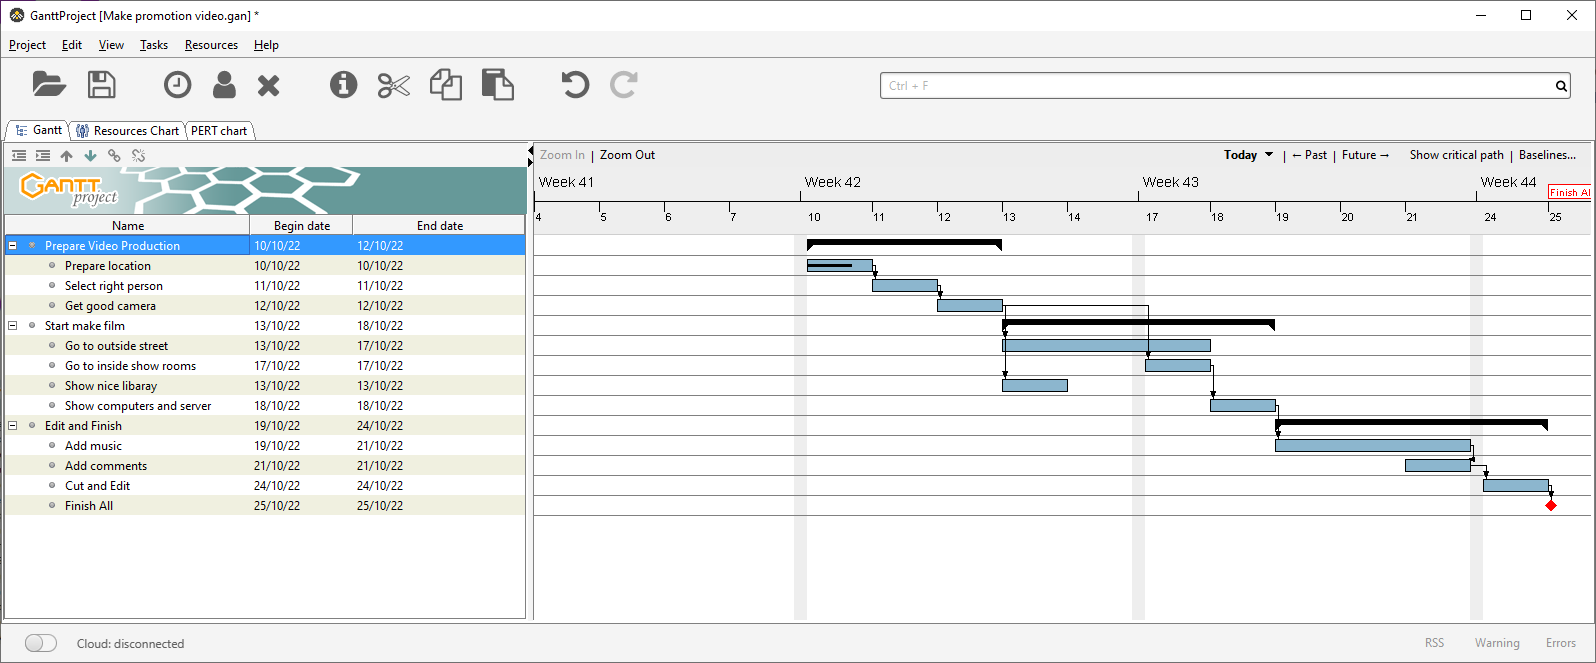 GanttProject [Make promotion video.gan] *
Project Edit View Tasks Resources Help
Ctrl + F
Gantt Resources Chart PERT chart
Zoom In | Zoom Out Today | ← Past | Future → Show critical path | Baselines...
GANTT project
Week 41 Week 42 Week 43 Week 44
Finish Al
4 5 6 7 10 11 12 13 14 17 18 19 20 21 24 25
Name Begin date End date
Prepare Video Production 10/10/22 12/10/22
Prepare location 10/10/22 10/10/22
Select right person 11/10/22 11/10/22
Get good camera 12/10/22 12/10/22
Start make film 13/10/22 18/10/22
Go to outside street 13/10/22 17/10/22
Go to inside show rooms 17/10/22 17/10/22
Show nice libaray 13/10/22 13/10/22
Show computers and server 18/10/22 18/10/22
Edit and Finish 19/10/22 24/10/22
Add music 19/10/22 21/10/22
Add comments 21/10/22 21/10/22
Cut and Edit 24/10/22 24/10/22
Finish All 25/10/22 25/10/22
Cloud: disconnected RSS Warning Errors